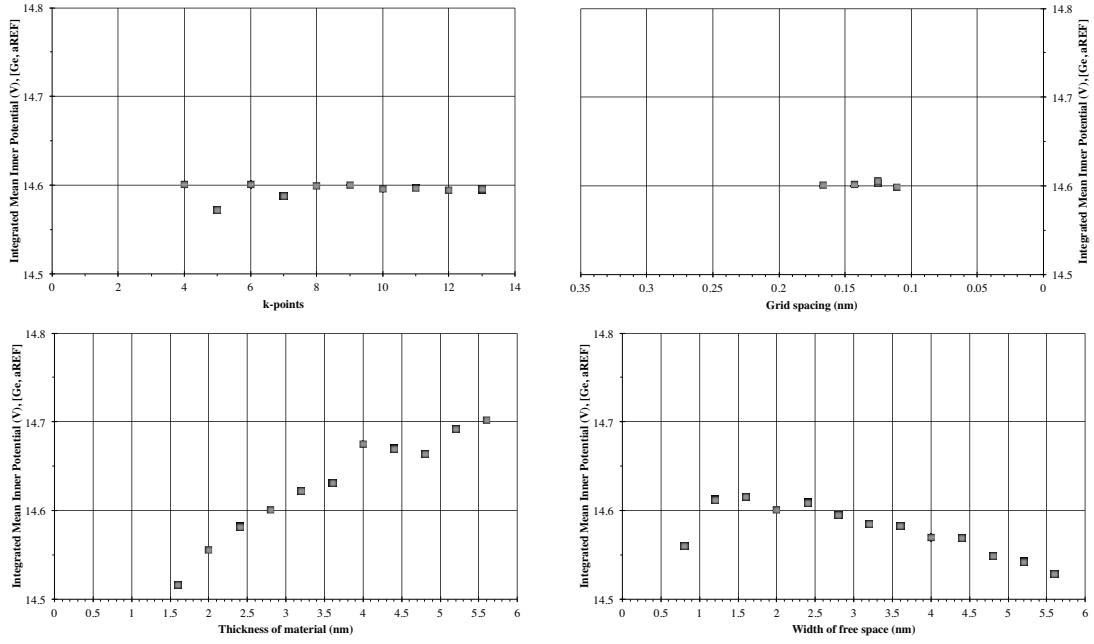 Integrated Mean Inner Potential (V), [Ge, aREF]
14.8
14.7
14.6
14.5
0 2 4 6 8 10 12 14
k-points
14.8
14.7
14.6
14.5
Integrated Mean Inner Potential (V), [Ge, aREF]
0.35 0.3 0.25 0.2 0.15 0.1 0.05 0
Grid spacing (nm)
Integrated Mean Inner Potential (V), [Ge, aREF]
14.8
14.7
14.6
14.5
0 0.5 1 1.5 2 2.5 3 3.5 4 4.5 5 5.5 6
Thickness of material (nm)
Integrated Mean Inner Potential (V), [Ge, aREF]
14.8
14.7
14.6
14.5
0 0.5 1 1.5 2 2.5 3 3.5 4 4.5 5 5.5 6
Width of free space (nm)